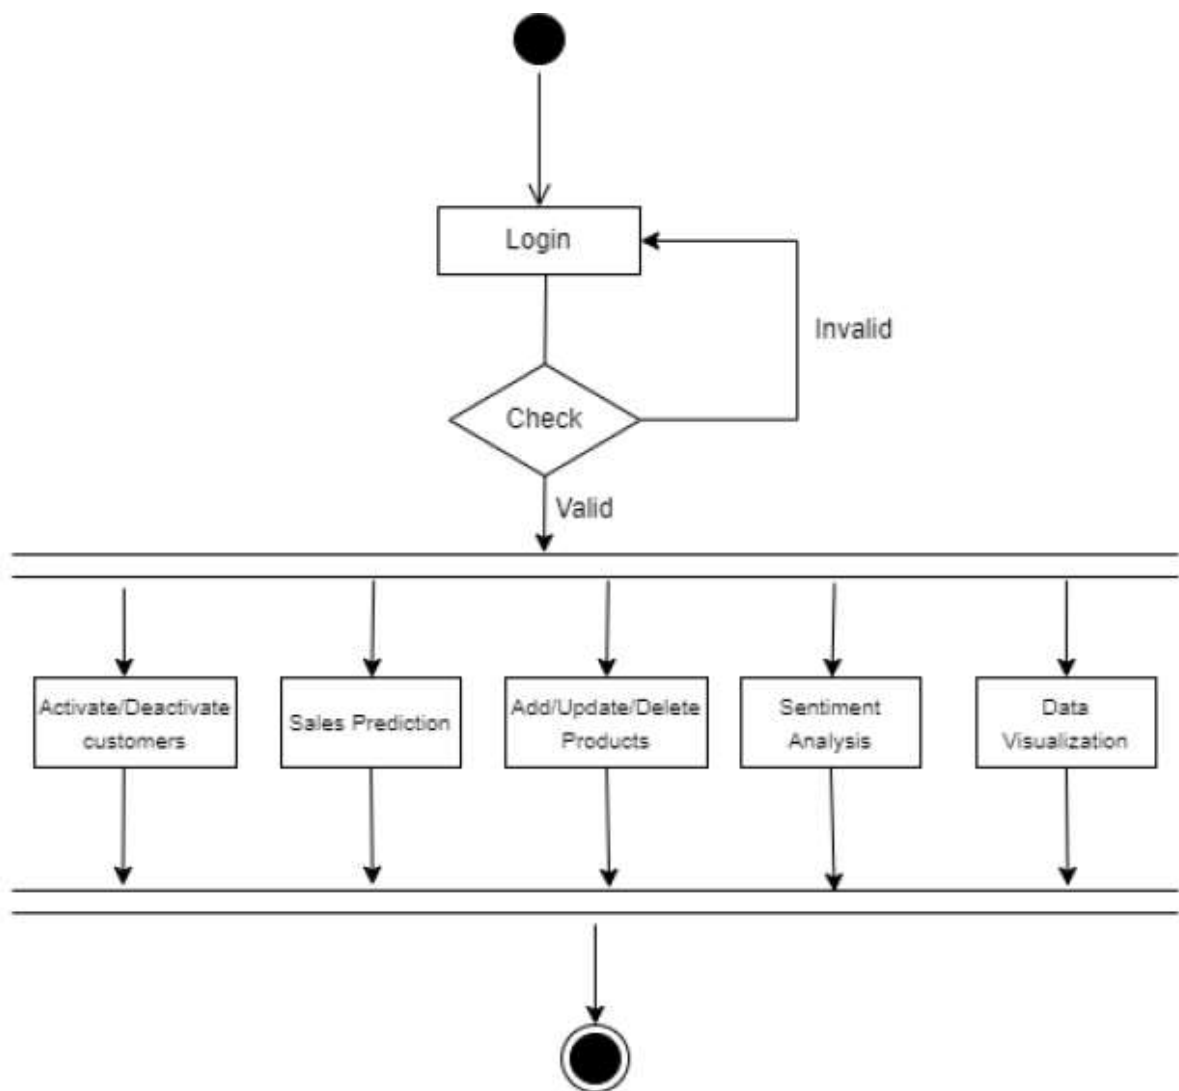 Login
Invalid
Check
Valid
Activate/Deactivate
customers
Sales Prediction
Add/Update/Delete
Products
Sentiment
Analysis
Data
Visualization